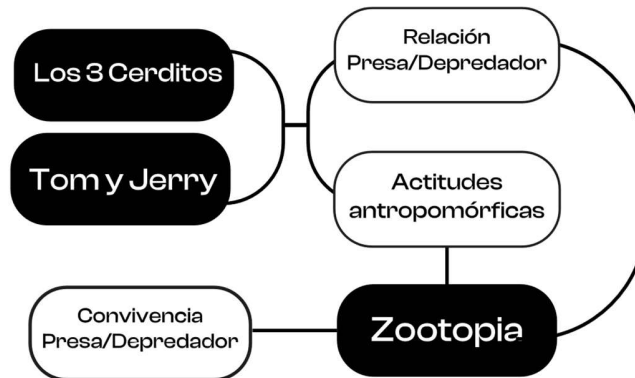 Los 3 Cerditos
Relación
Presa/Depredador
Tom y Jerry
Actitudes
antropomórficas
Convivencia
Presa/Depredador
Zootopia